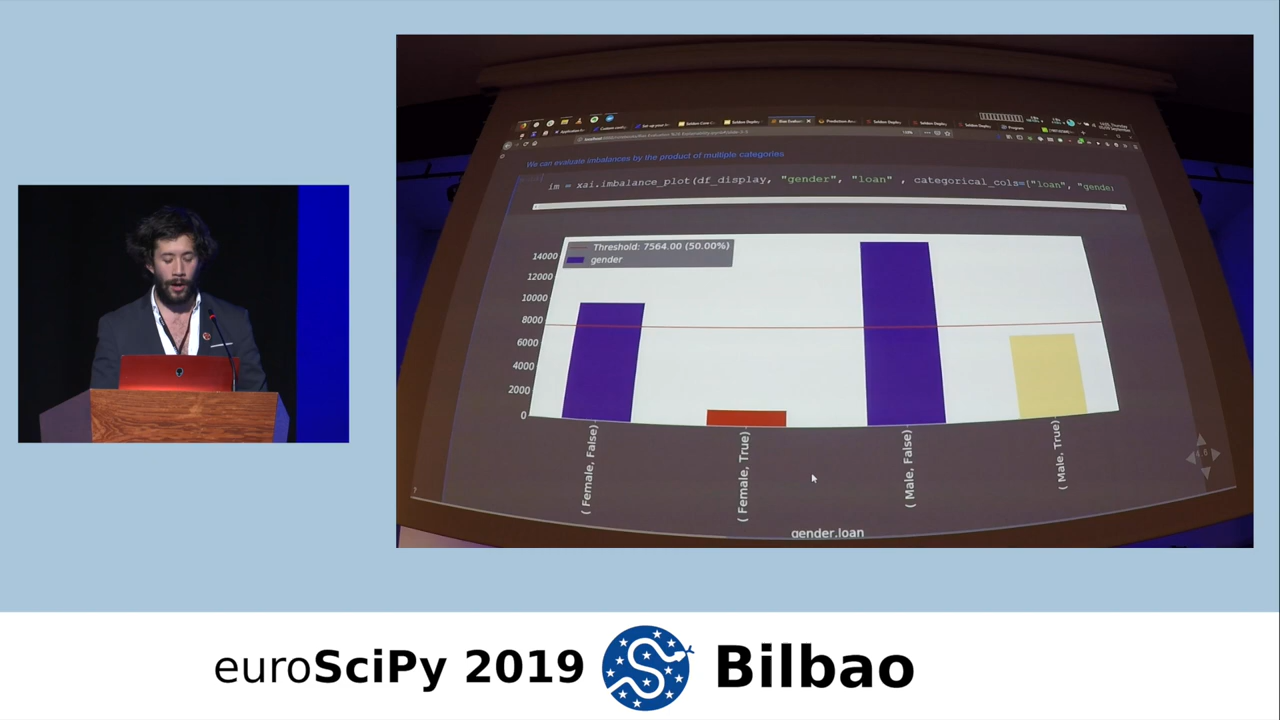 We can evaluate imbalances by the product of multiple categories
im = xai.imbalance_plot(df_display, "gender", "loan" , categorical_cols=["loan", "gende
Threshold: 7564.00 (50.00%)
gender
14000
12000
10000
8000
6000
4000
2000
0
( Female, False)
( Female, True)
( Male, False)
( Male, True)
gender,loan
euroSciPy 2019 Bilbao